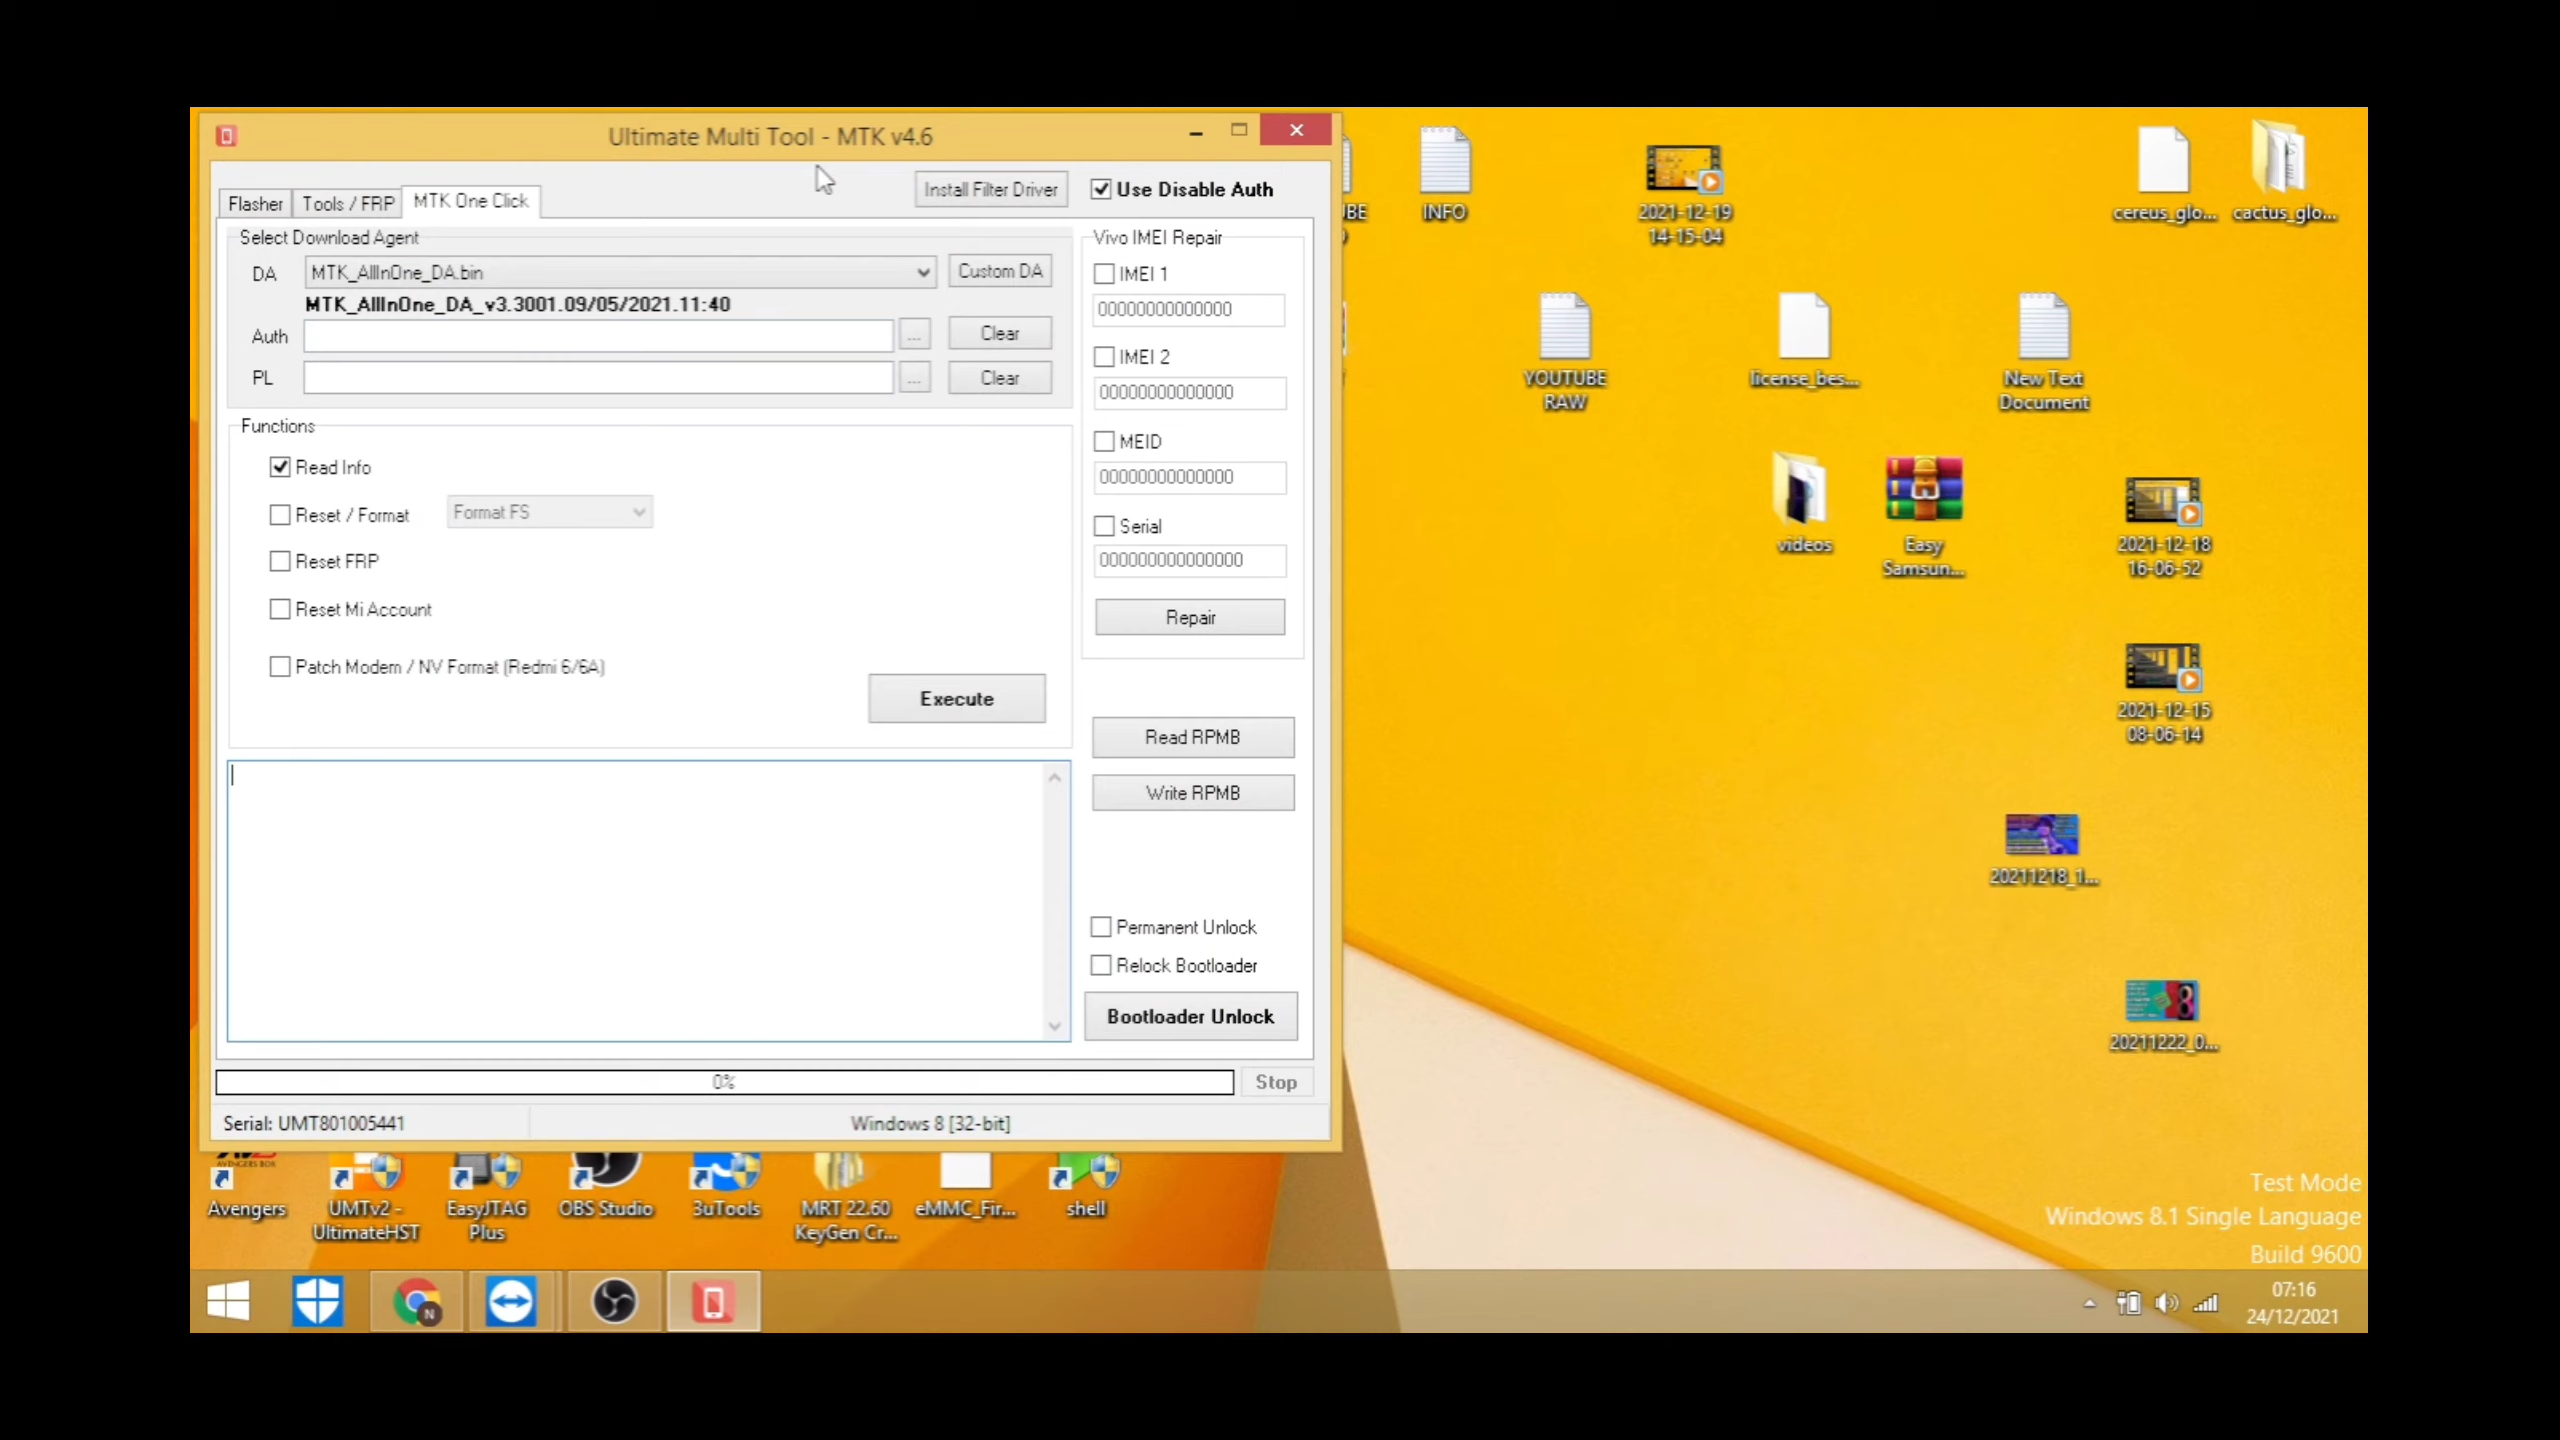 Ultimate Multi Tool - MTK v4.6
Flasher
Tools / FRP
MTK One Click
Install Filter Driver
Use Disable Auth
Select Download Agent
DA
MTK_AllInOne_DA.bin
Custom DA
MTK_AllInOne_DA_v3.3001.09/05/2021.11:40
Auth
...
Clear
PL
...
Clear
Functions
Read Info
Reset / Format
Format FS
Reset FRP
Reset Mi Account
Patch Modem / NV Format (Redmi 6/6A)
Execute
Vivo IMEI Repair
IMEI 1
00000000000000
IMEI 2
00000000000000
MEID
00000000000000
Serial
000000000000000
Repair
Read RPMB
Write RPMB
Permanent Unlock
Relock Bootloader
Bootloader Unlock
0%
Stop
Serial: UMT801005441
Windows 8 [32-bit]
INFO
2021-12-19
14-15-04
cereus_glo...
cactus_glo...
YOUTUBE
RAW
license_bes...
New Text
Document
videos
Easy
Samsun...
2021-12-18
16-06-52
2021-12-15
08-06-14
20211218_1...
20211222_0...
Avengers
UMTv2 -
UltimateHST
EasyJTAG
Plus
OBS Studio
3uTools
MRT 22.60
KeyGen Cr...
eMMC_Fir...
shell
Test Mode
Windows 8.1 Single Language
Build 9600
N
07:16
24/12/2021